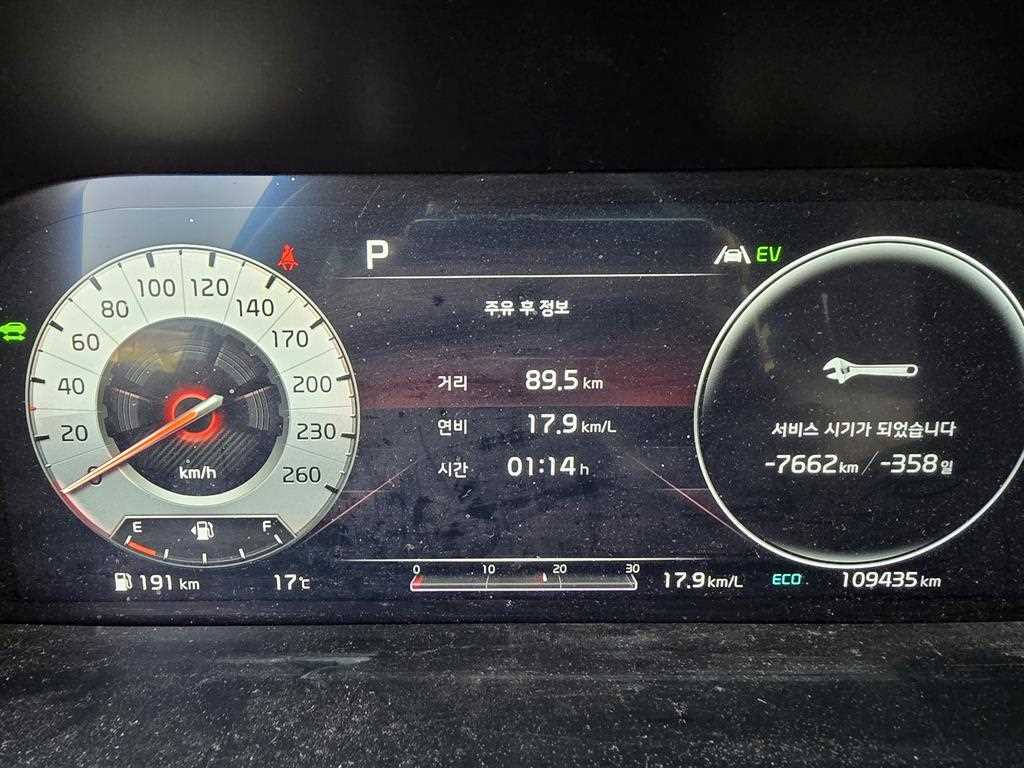 P
EV
주유 후 정보
거리 89.5 km
연비 17.9 km/L
시간 01:14 h
0 20 40 60 80 100 120 140 170 200 230 260
km/h
E F
191 km
17℃
0 10 20 30
17.9 km/L
ECO
109435 km
서비스 시기가 되었습니다
-7662 km / -358 일